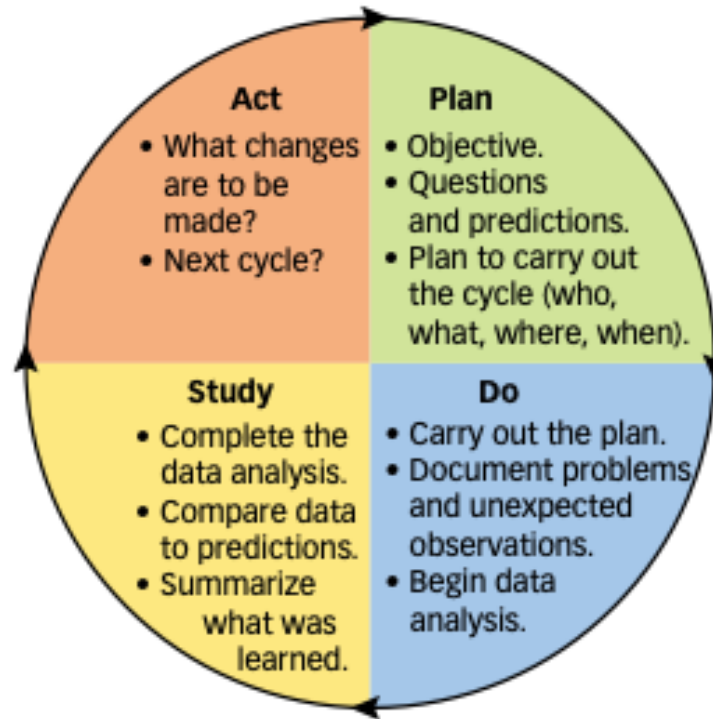 Act
• What changes
are to be
made?
• Next cycle?
Plan
• Objective.
• Questions
and predictions.
• Plan to carry out
the cycle (who,
what, where, when).
Study
• Complete the
data analysis.
• Compare data
to predictions.
• Summarize
what was
learned.
Do
• Carry out the plan.
• Document problems
and unexpected
observations.
• Begin data
analysis.